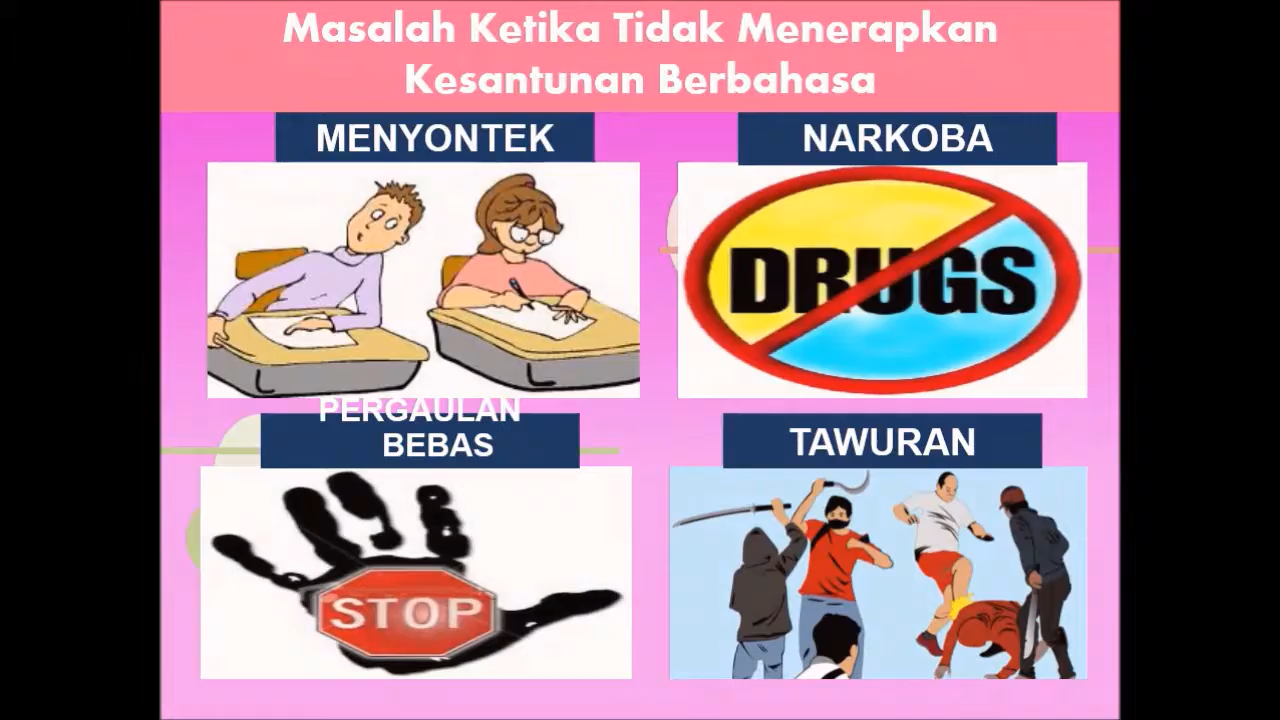 Masalah Ketika Tidak Menerapkan
Kesantunan Berbahasa
MENYONTEK
NARKOBA
DRUGS
PERGAULAN
BEBAS
TAWURAN
STOP